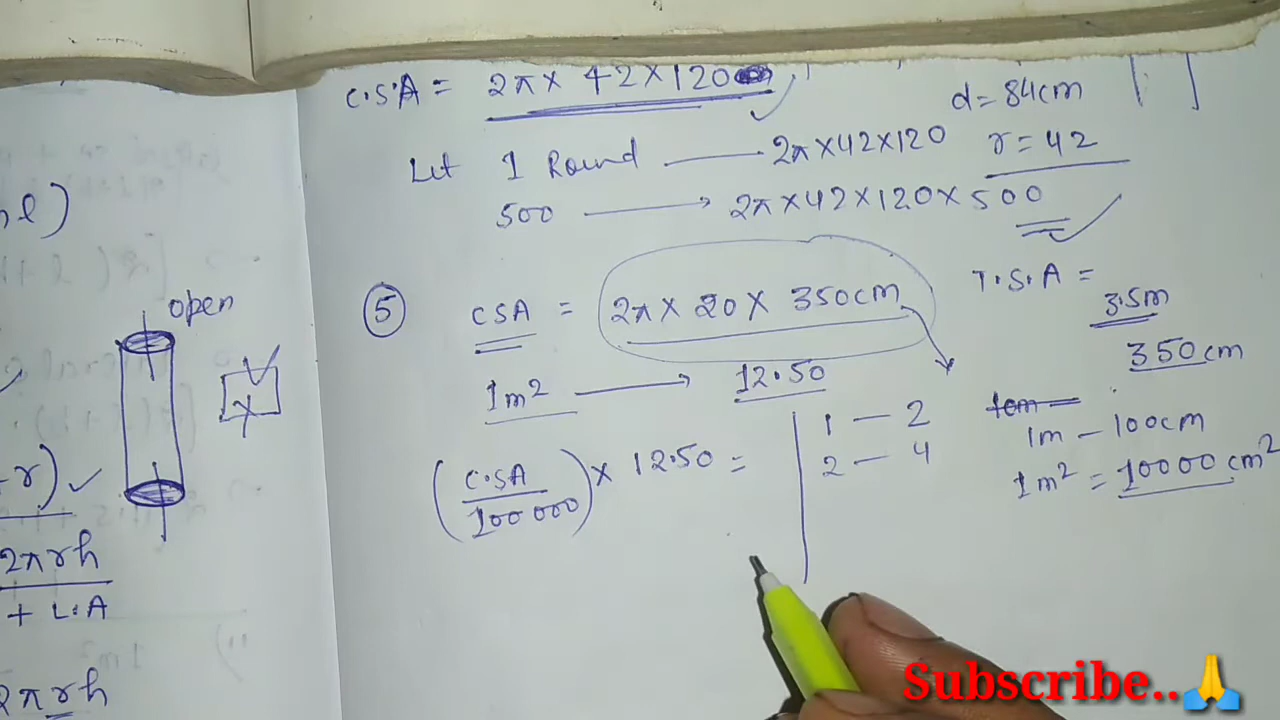 C.S.A = 2π × 42 × 120
d = 84cm
Let 1 Round — 2π×42×120
r = 42
500 → 2π×42×120×500
open
5 CSA = 2π × 20 × 350cm
T.S.A =
3.5m
350cm
1m² → 12.50
1 — 2
2 — 4
1m — 100cm
1m² = 10000 cm²
(C.S.A / 100000) × 12.50 =
2πrh
+ L.A
2πrh
Subscribe..🙏